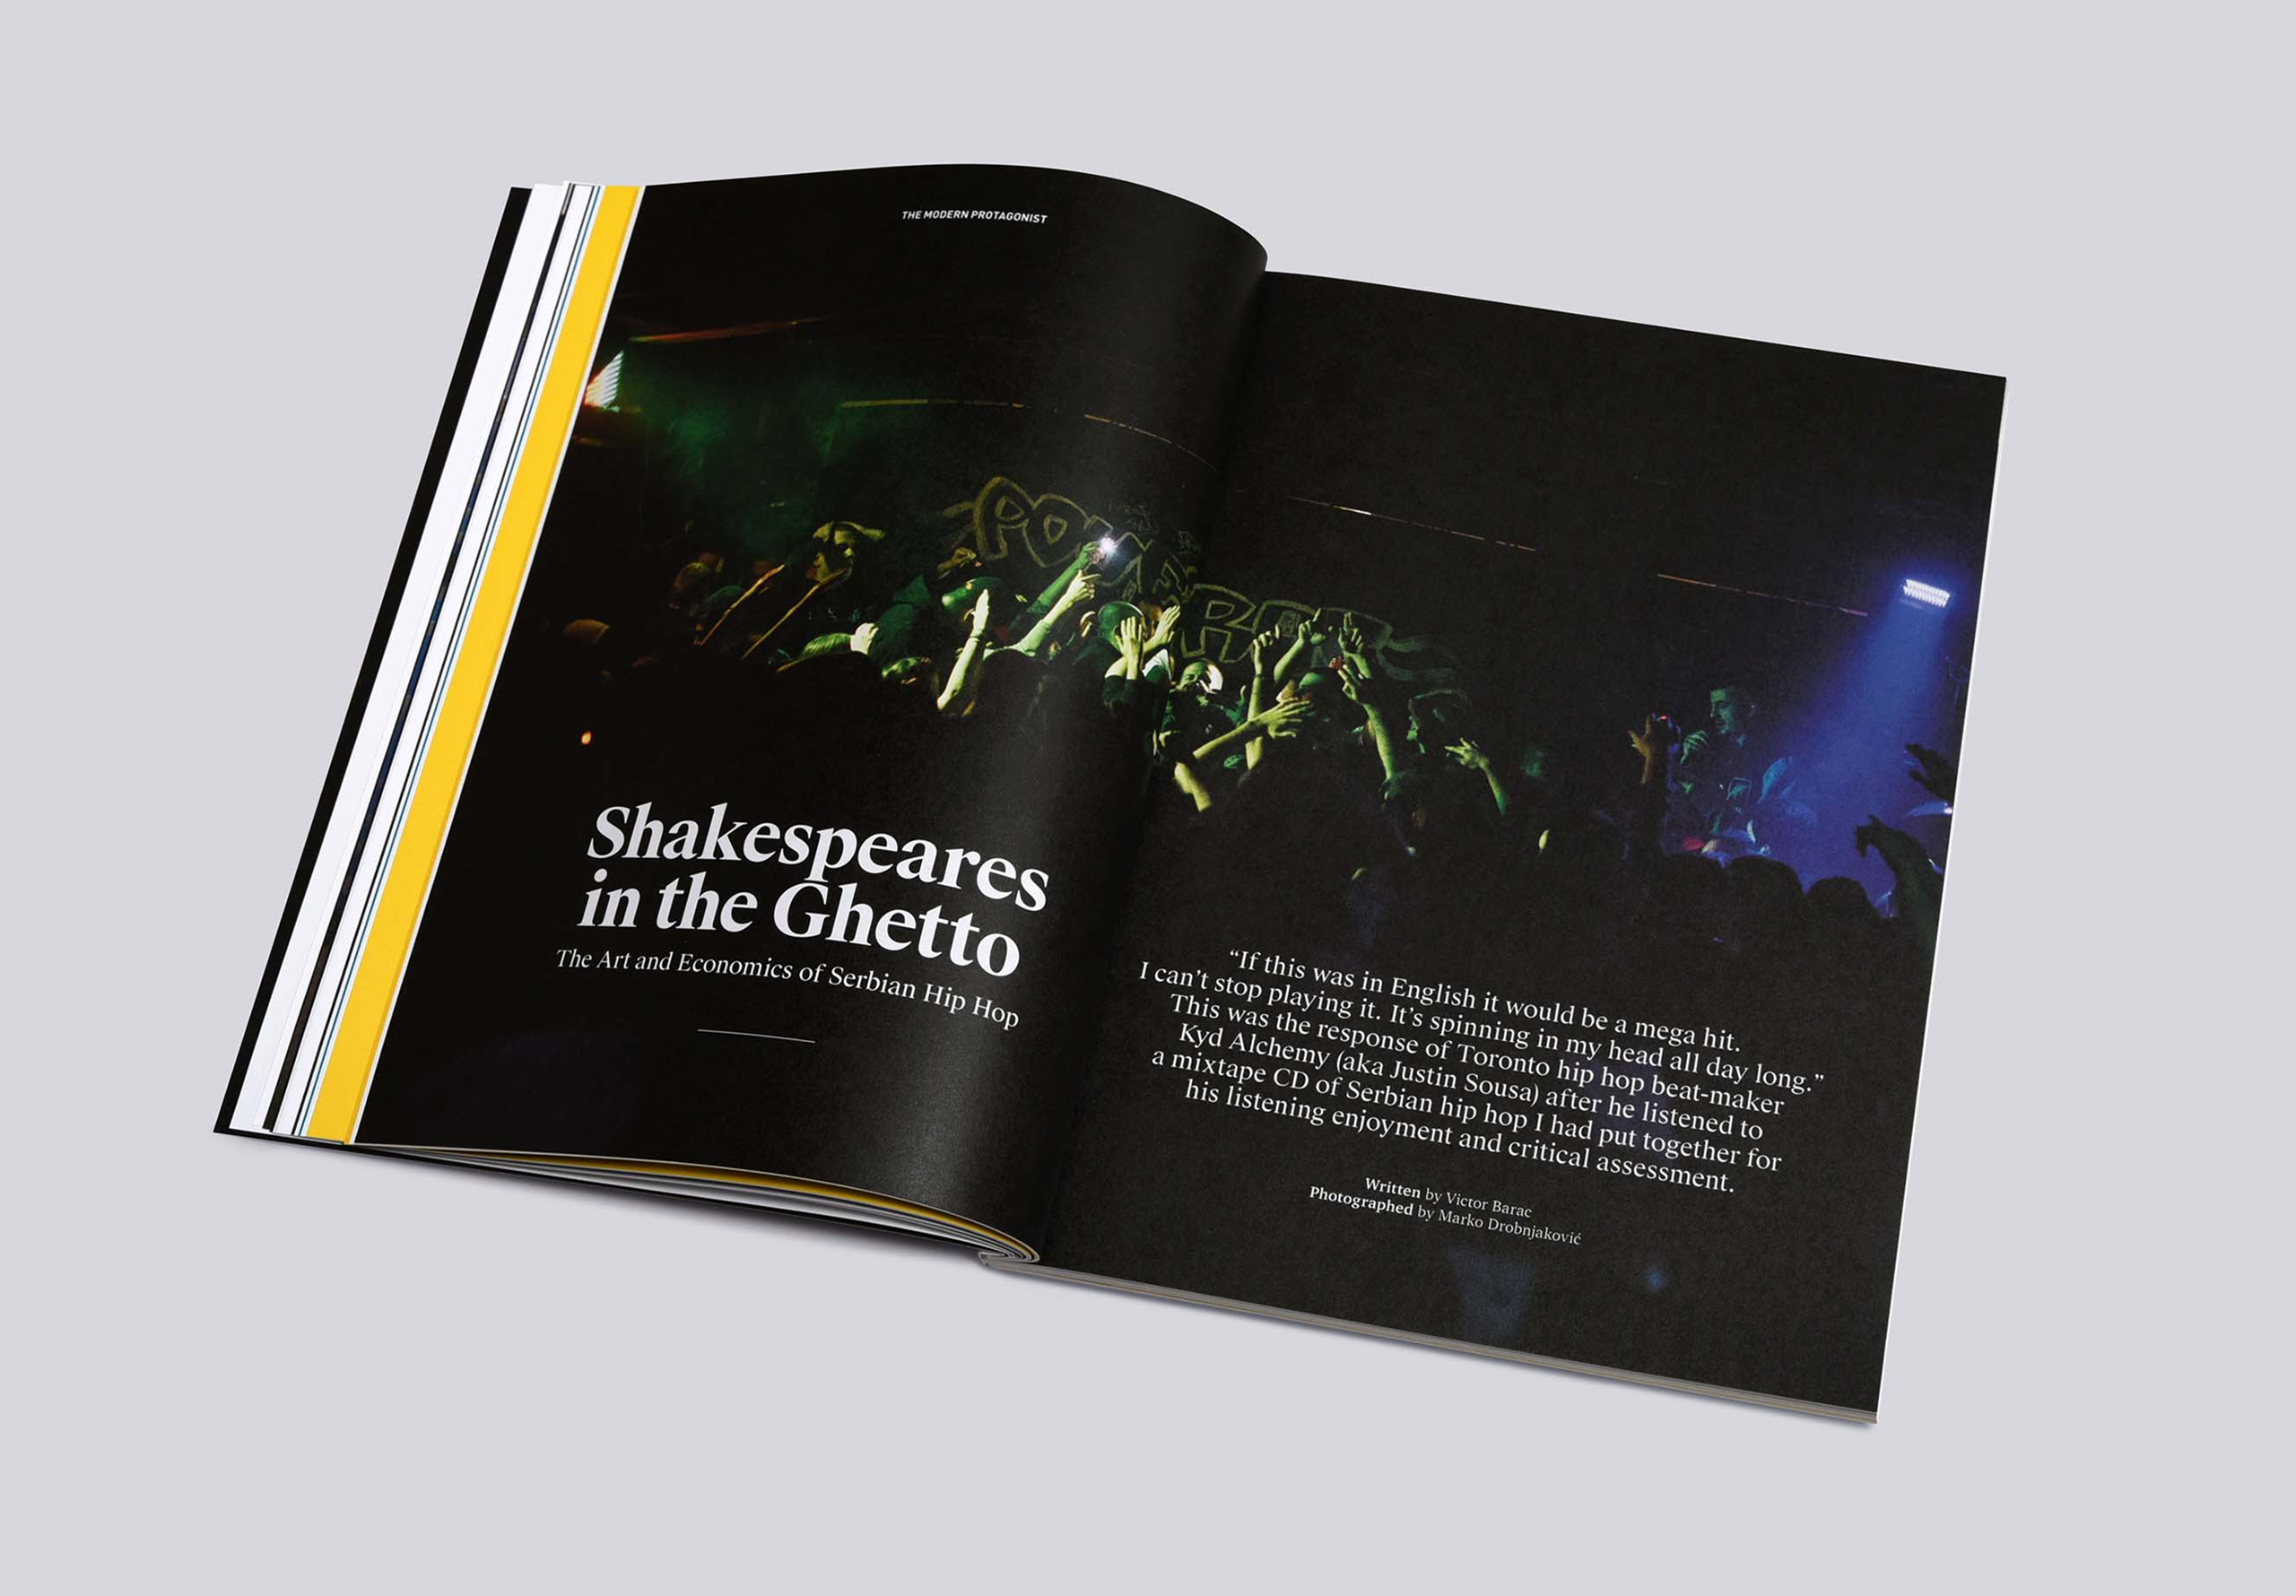 THE MODERN PROTAGONIST
Shakespeares
in the Ghetto
The Art and Economics of Serbian Hip Hop
“If this was in English it would be a mega hit.
I can’t stop playing it. It’s spinning in my head all day long.”
This was the response of Toronto hip hop beat-maker
Kyd Alchemy (aka Justin Sousa) after he listened to
a mixtape CD of Serbian hip hop I had put together for
his listening enjoyment and critical assessment.
Written by Victor Barac
Photographed by Marko Drobnjaković